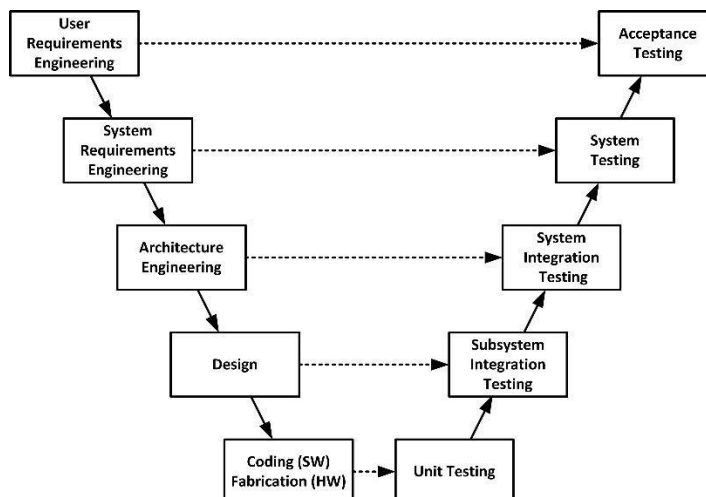 User
Requirements
Engineering
Acceptance
Testing
System
Requirements
Engineering
System
Testing
Architecture
Engineering
System
Integration
Testing
Design
Subsystem
Integration
Testing
Coding (SW)
Fabrication (HW)
Unit Testing